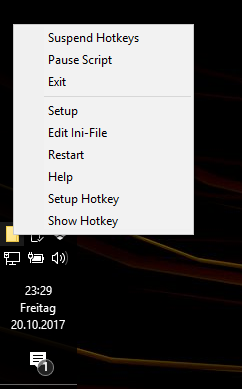 Suspend Hotkeys
Pause Script
Exit
Setup
Edit Ini-File
Restart
Help
Setup Hotkey
Show Hotkey
23:29
Freitag
20.10.2017
1